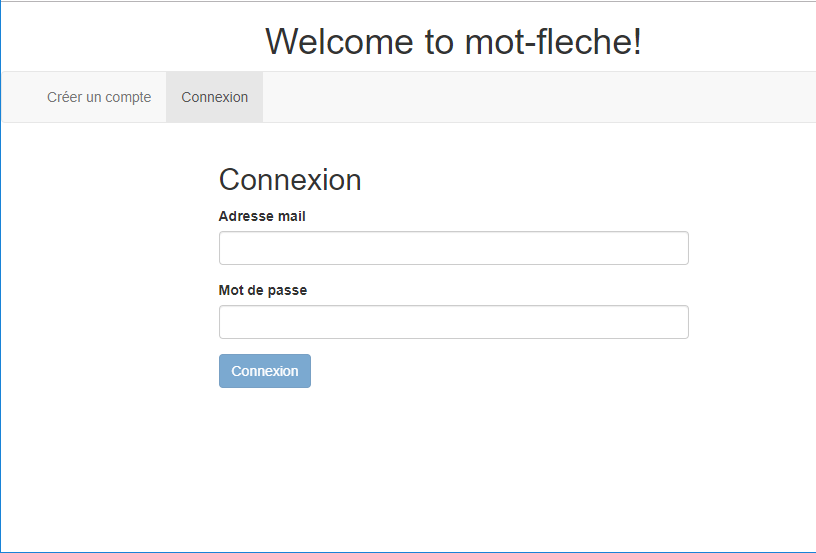 Welcome to mot-fleche!
Créer un compte Connexion
Connexion
Adresse mail
Mot de passe
Connexion